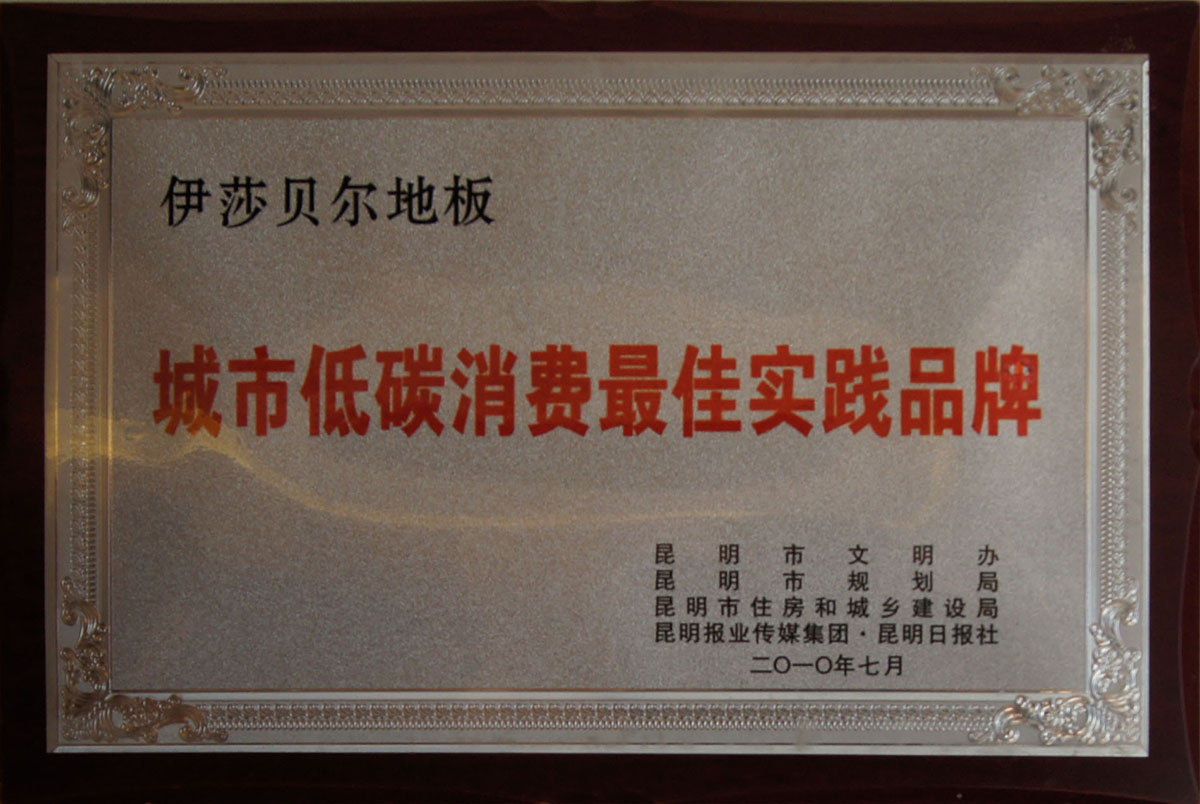 伊莎贝尔地板
城市低碳消费最佳实践品牌
昆明市文明办
昆明市规划局
昆明市住房和城乡建设局
昆明报业传媒集团·昆明日报社
二〇一〇年七月